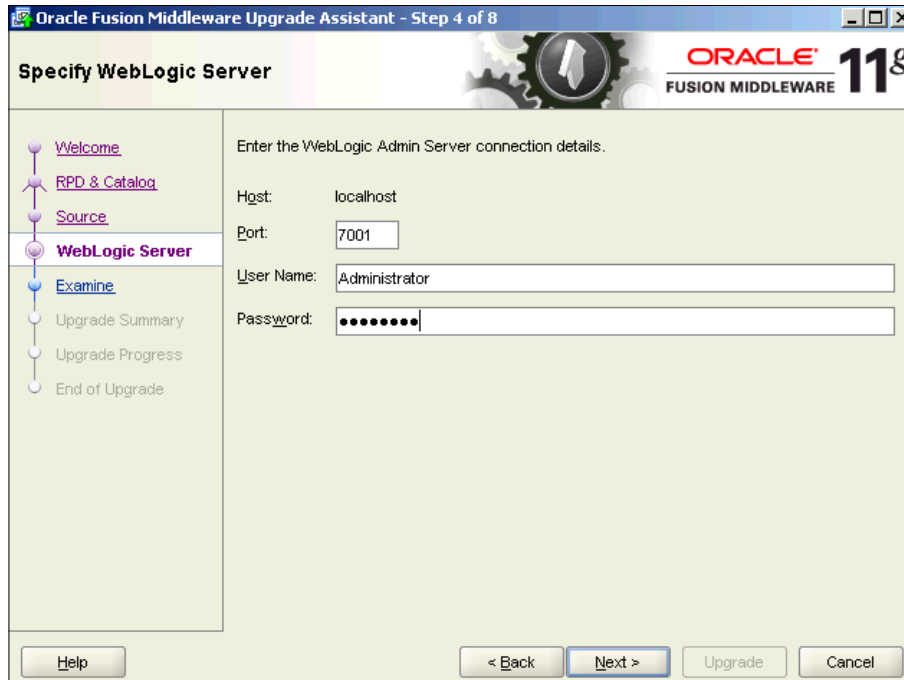 Oracle Fusion Middleware Upgrade Assistant - Step 4 of 8
Specify WebLogic Server
ORACLE
FUSION MIDDLEWARE
11g
Welcome
RPD & Catalog
Source
WebLogic Server
Examine
Upgrade Summary
Upgrade Progress
End of Upgrade
Enter the WebLogic Admin Server connection details.
Host: localhost
Port: 7001
User Name: Administrator
Password: ●●●●●●●●
Help
< Back
Next >
Upgrade
Cancel